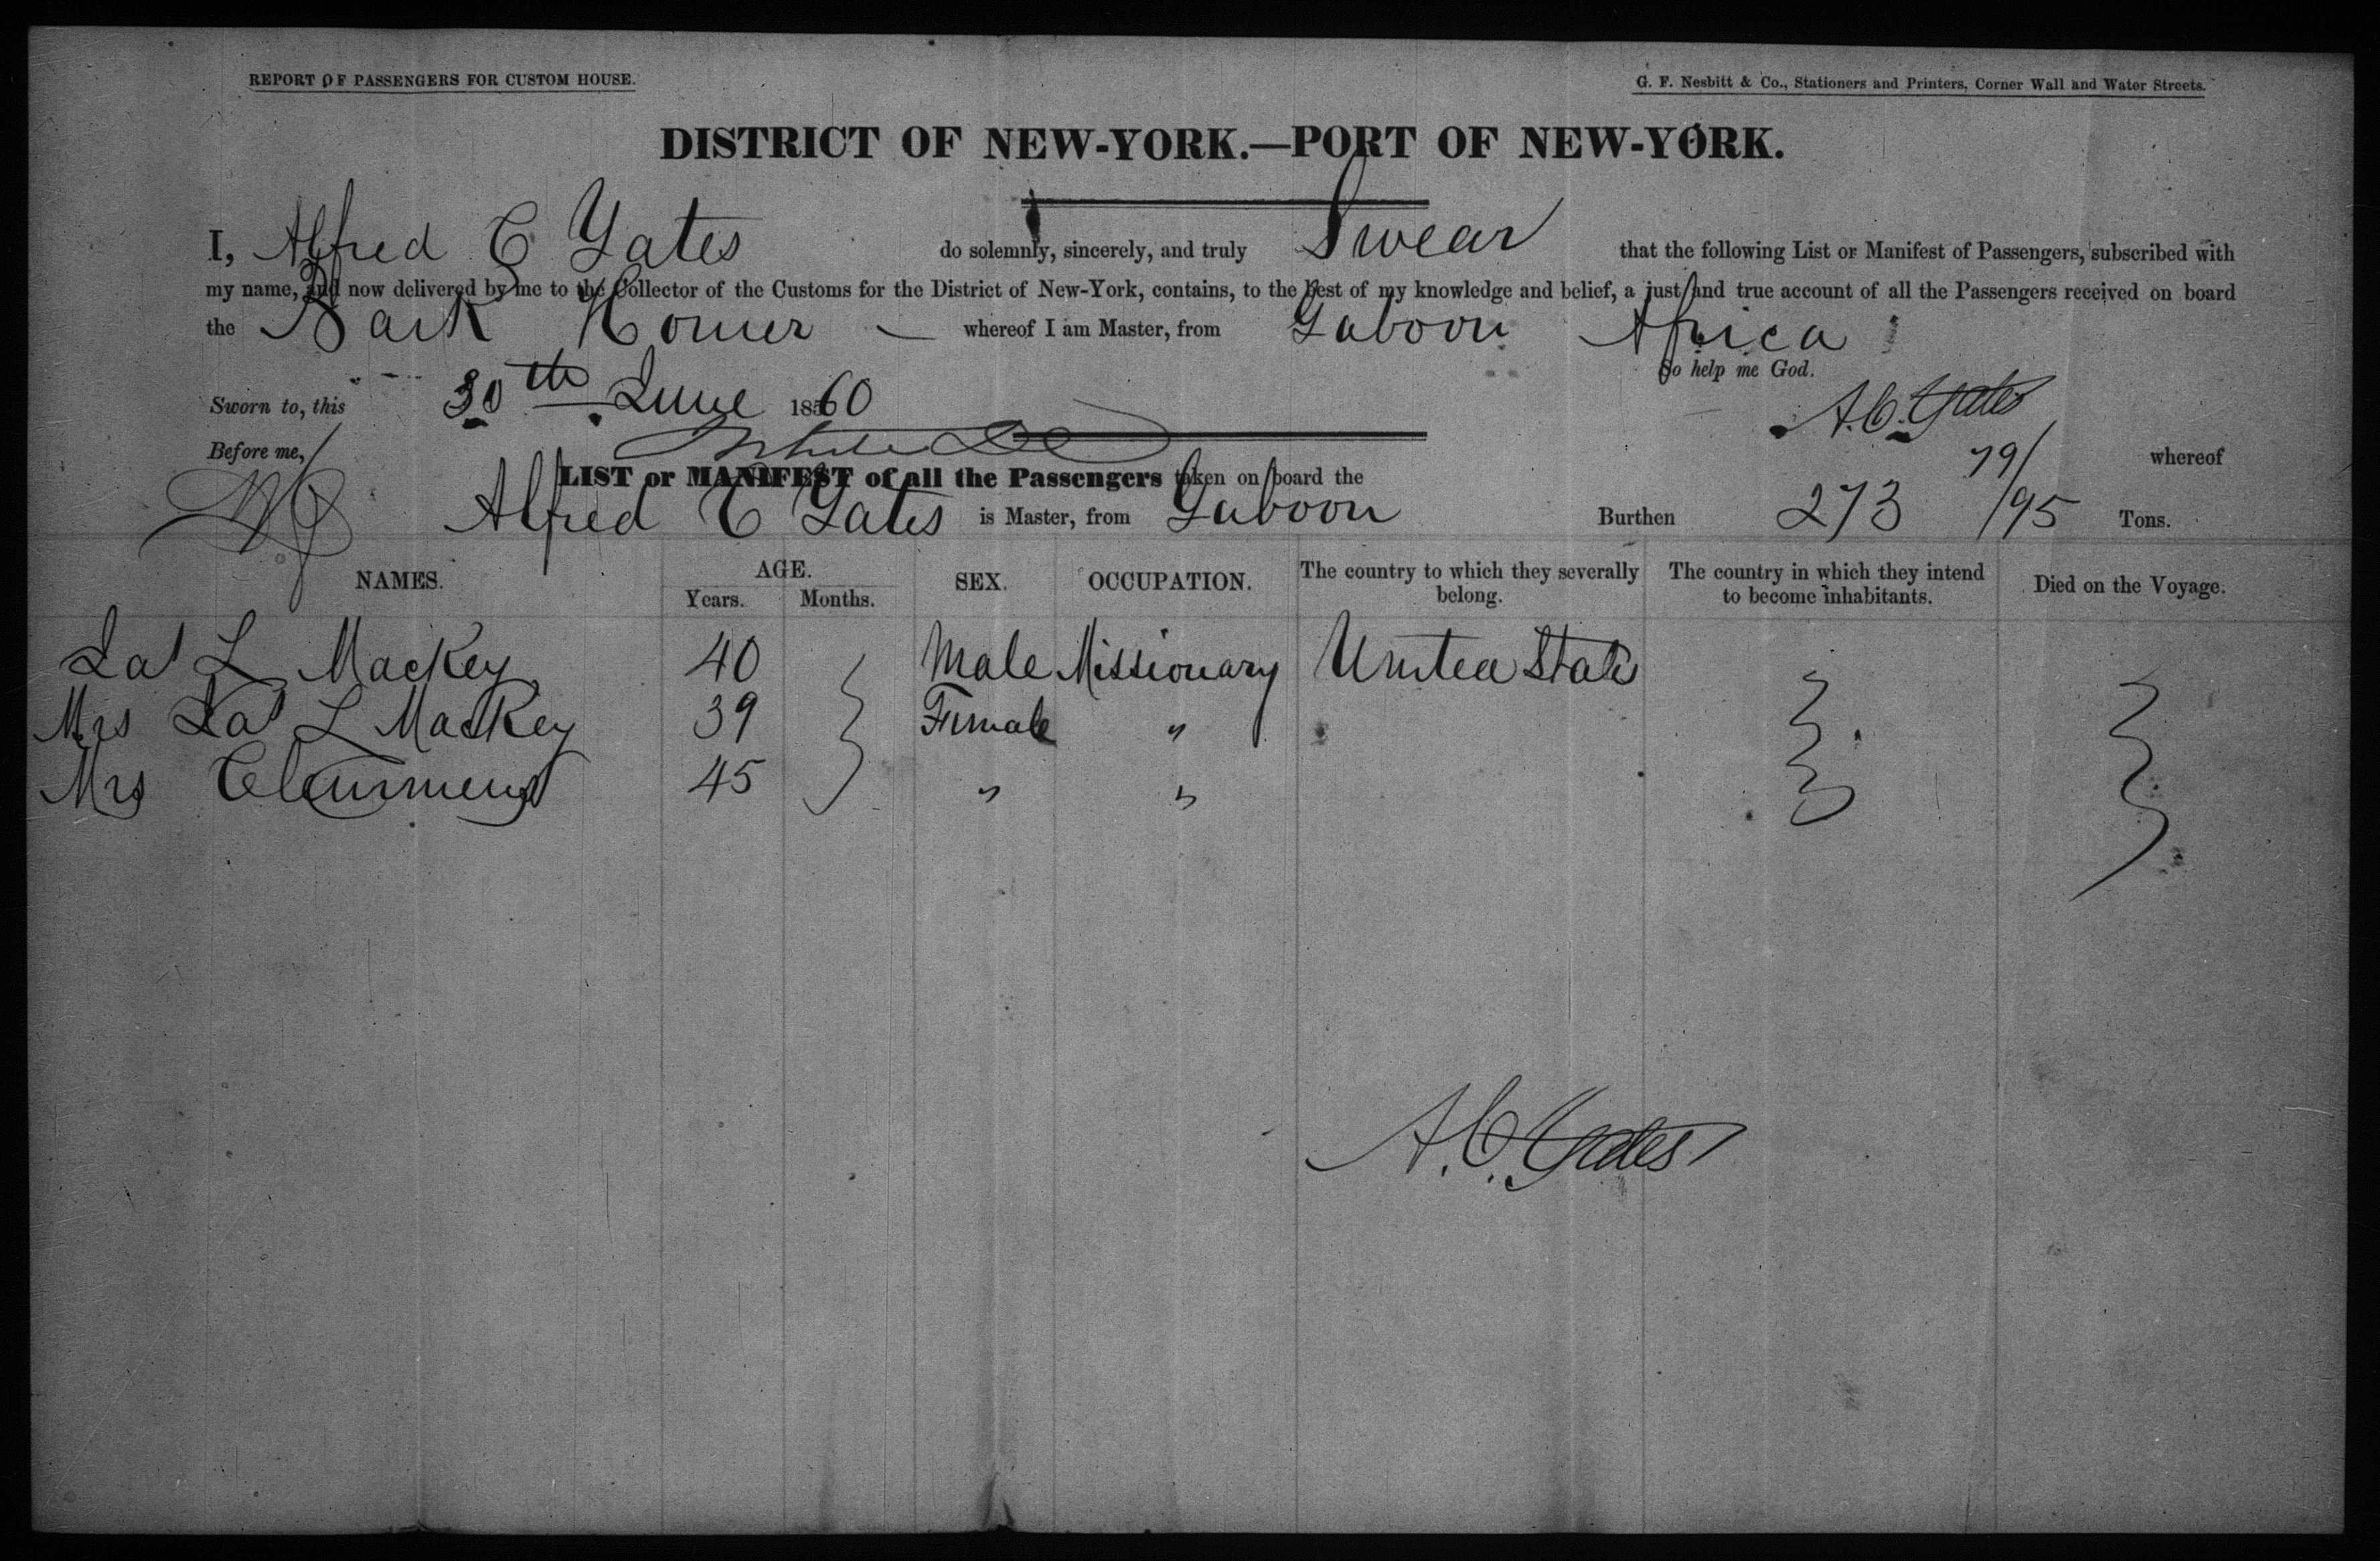 REPORT OF PASSENGERS FOR CUSTOM HOUSE.
G. F. Nesbitt & Co., Stationers and Printers, Corner Wall and Water Streets.
DISTRICT OF NEW-YORK.—PORT OF NEW-YORK.
I, Alfred C Yates do solemnly, sincerely, and truly Swear that the following List or Manifest of Passengers, subscribed with
my name, and now delivered by me to the Collector of the Customs for the District of New-York, contains, to the best of my knowledge and belief, a just and true account of all the Passengers received on board
the Bark whereof I am Master, from Gaboon Africa
So help me God.
Sworn to, this 30th June 18560
A. C. Yates
Before me,
LIST or MANIFEST of all the Passengers taken on board the whereof
Alfred C Yates is Master, from Gaboon Burthen 273 79/95 Tons.
NAMES. AGE. SEX. OCCUPATION. The country to which they severally belong. The country in which they intend to become inhabitants. Died on the Voyage.
Years. Months.
L Mackey 40 Male Missionary United States
Mrs L Mackey 39 Female "
Mrs Clemmens 45 " "
A. C. Yates